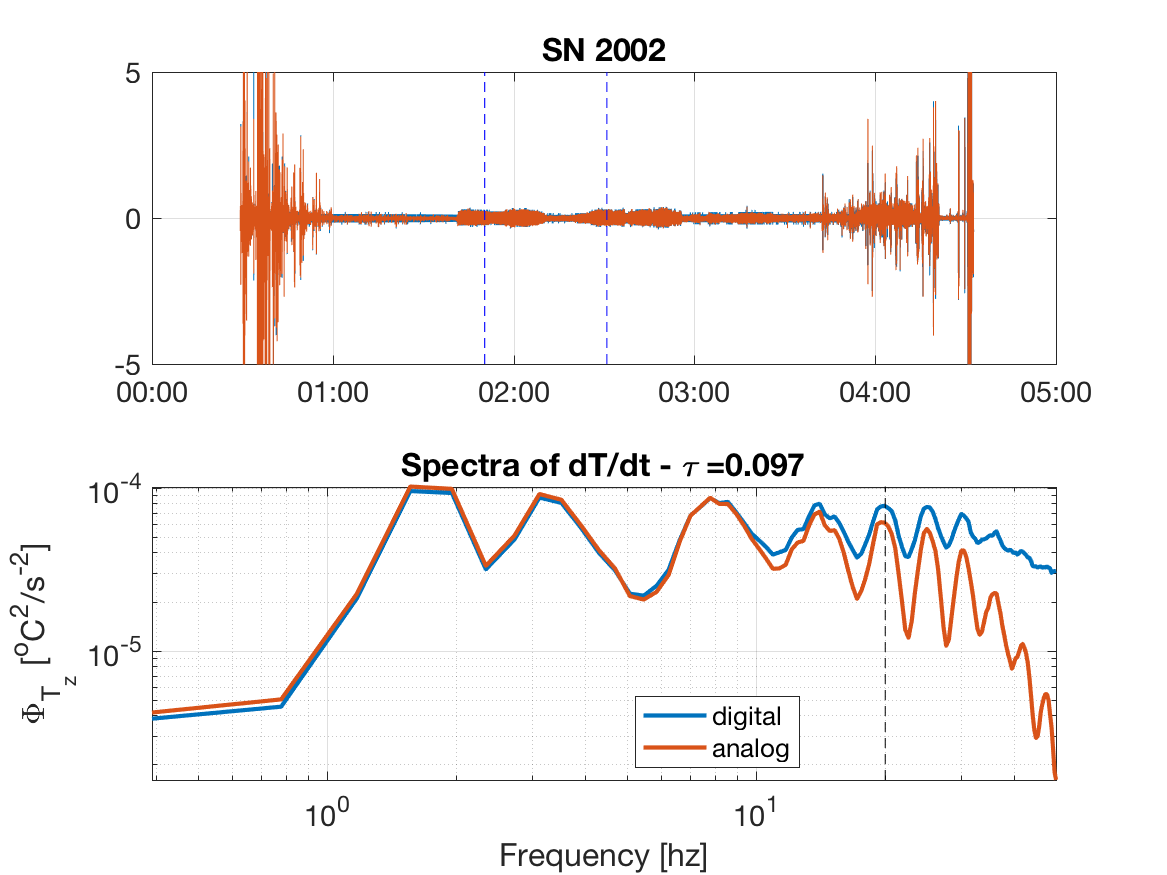 SN 2002
5
0
-5
00:00 01:00 02:00 03:00 04:00 05:00
Spectra of dT/dt - τ =0.097
10^-4
10^-5
Φ_T_z [°C^2/s^-2]
digital
analog
10^0 10^1
Frequency [hz]